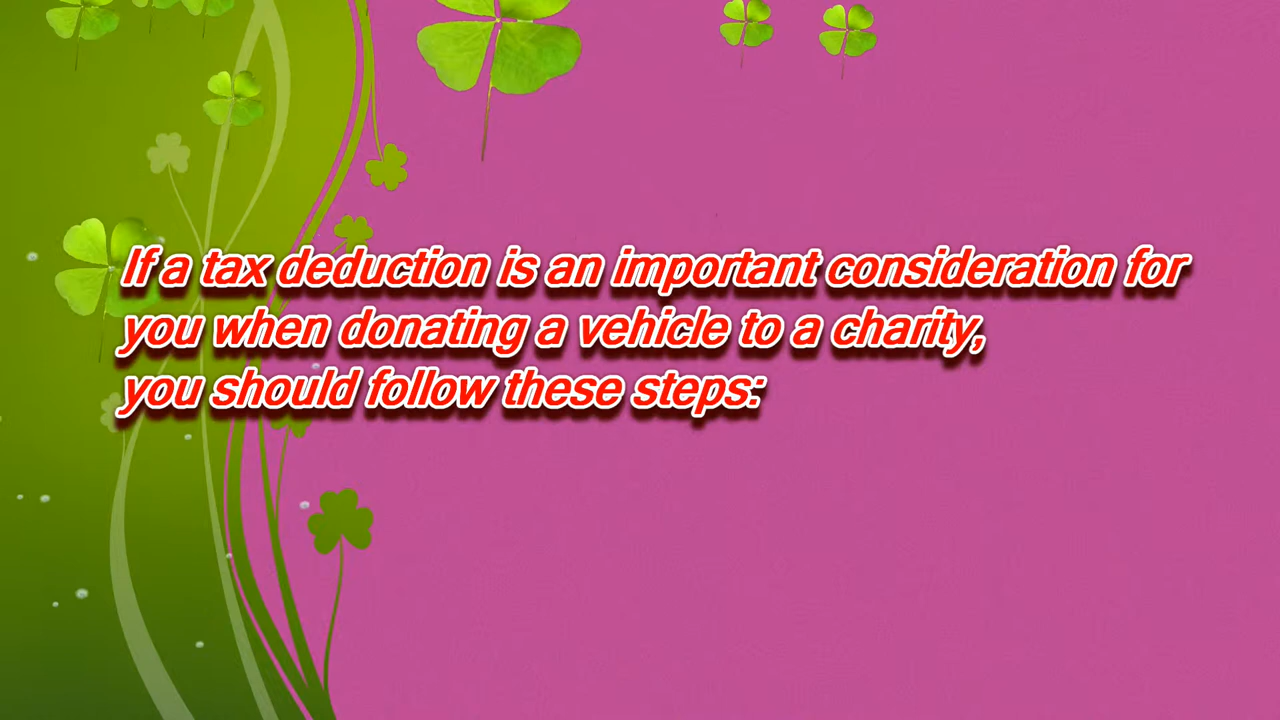 If a tax deduction is an important consideration for
you when donating a vehicle to a charity,
you should follow these steps: